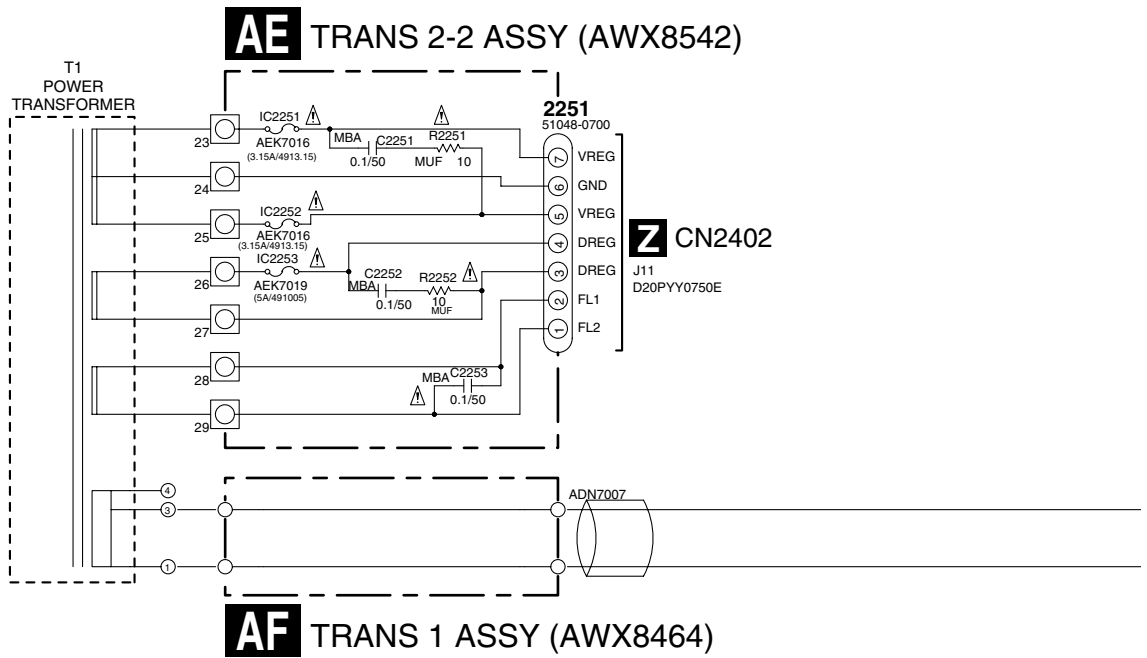 AE TRANS 2-2 ASSY (AWX8542)
T1
POWER
TRANSFORMER
23
IC2251
AEK7016
(3.15A/4913.15)
MBA
C2251
0.1/50
R2251
MUF 10
2251
51048-0700
7 VREG
24
6 GND
25
IC2252
AEK7016
(3.15A/4913.15)
5 VREG
4 DREG
Z CN2402
J11
D20PYY0750E
26
IC2253
AEK7019
(5A/491005)
MBA
C2252
0.1/50
R2252
10
MUF
3 DREG
27
2 FL1
1 FL2
28
MBA
C2253
0.1/50
29
4
3
1
ADN7007
AF TRANS 1 ASSY (AWX8464)